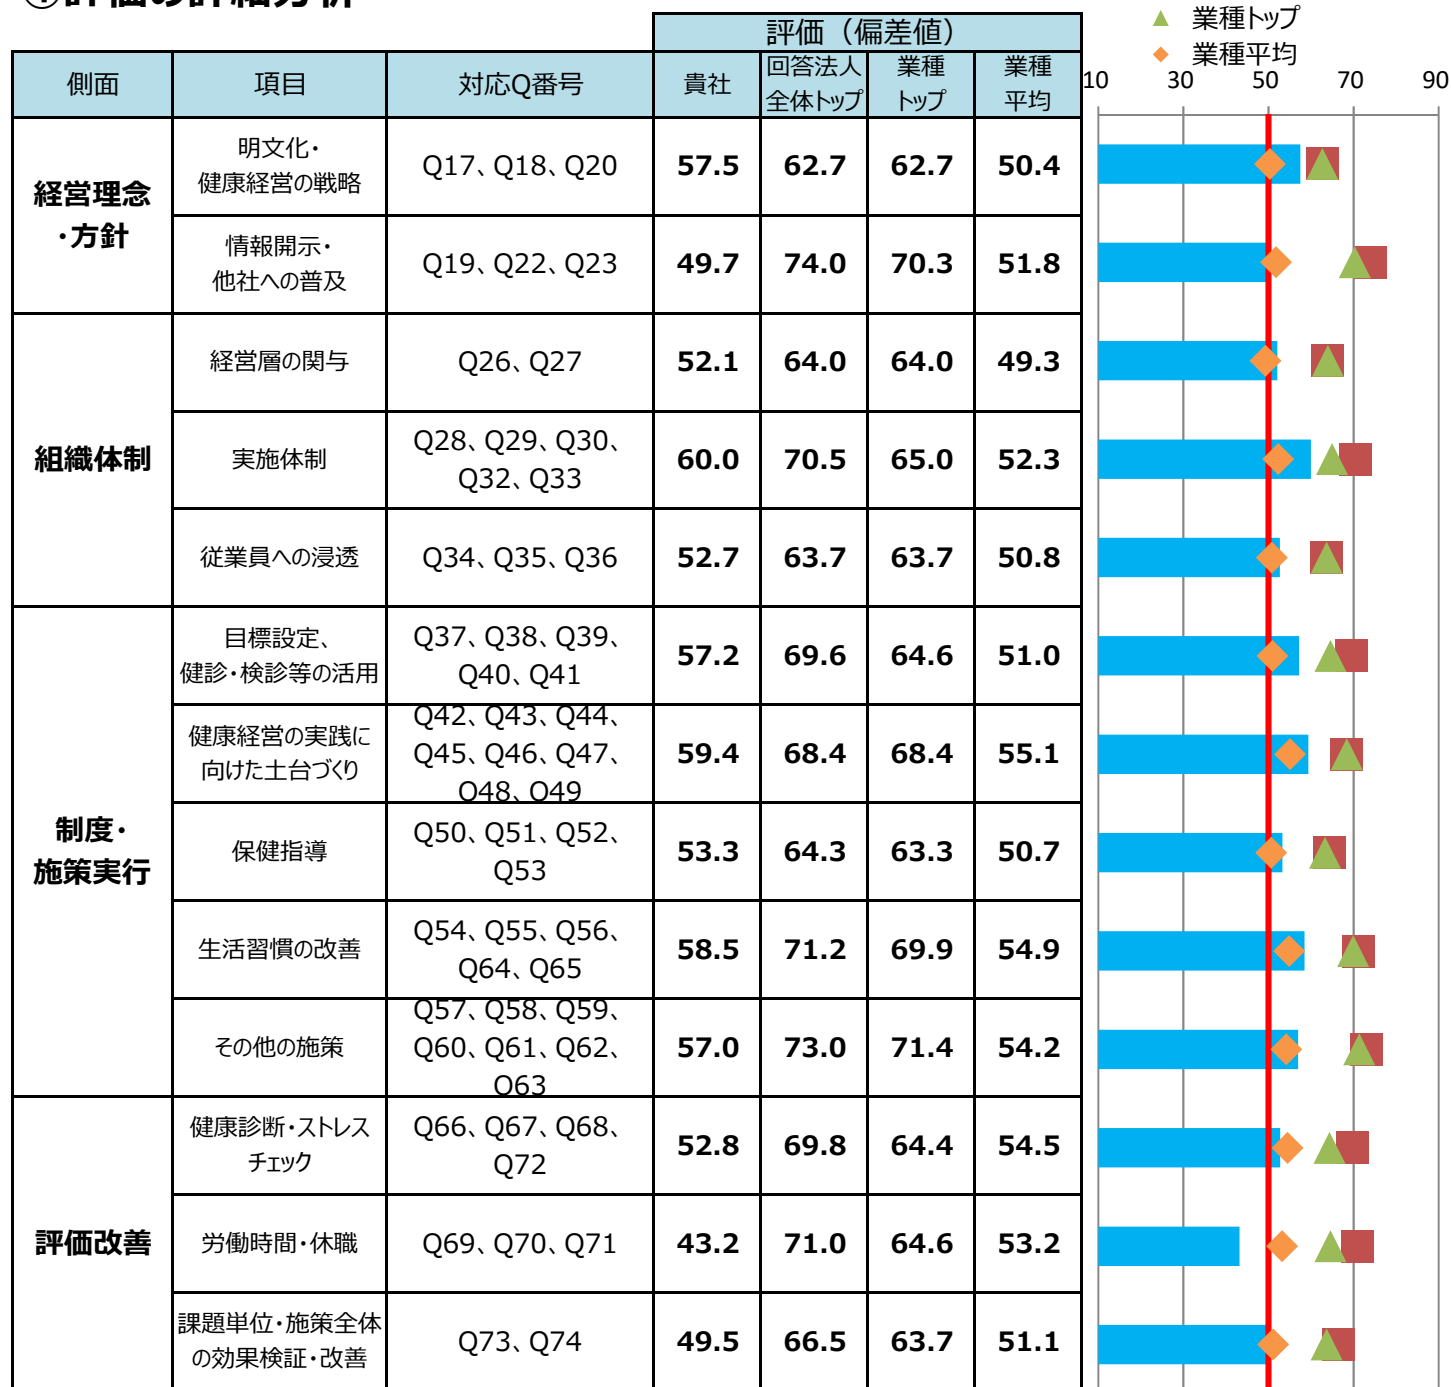 ①評価の詳細分析
▲ 業種トップ
◆ 業種平均
評価（偏差値）
側面 項目 対応Q番号 貴社 回答法人全体トップ 業種トップ 業種平均
10 30 50 70 90
経営理念・方針
明文化・
健康経営の戦略
Q17、Q18、Q20
57.5 62.7 62.7 50.4
情報開示・
他社への普及
Q19、Q22、Q23
49.7 74.0 70.3 51.8
組織体制
経営層の関与
Q26、Q27
52.1 64.0 64.0 49.3
実施体制
Q28、Q29、Q30、
Q32、Q33
60.0 70.5 65.0 52.3
従業員への浸透
Q34、Q35、Q36
52.7 63.7 63.7 50.8
制度・
施策実行
目標設定、
健診・検診等の活用
Q37、Q38、Q39、
Q40、Q41
57.2 69.6 64.6 51.0
健康経営の実践に
向けた土台づくり
Q42、Q43、Q44、
Q45、Q46、Q47、
Q48、Q49
59.4 68.4 68.4 55.1
保健指導
Q50、Q51、Q52、
Q53
53.3 64.3 63.3 50.7
生活習慣の改善
Q54、Q55、Q56、
Q64、Q65
58.5 71.2 69.9 54.9
その他の施策
Q57、Q58、Q59、
Q60、Q61、Q62、
Q63
57.0 73.0 71.4 54.2
評価改善
健康診断・ストレス
チェック
Q66、Q67、Q68、
Q72
52.8 69.8 64.4 54.5
労働時間・休職
Q69、Q70、Q71
43.2 71.0 64.6 53.2
課題単位・施策全体
の効果検証・改善
Q73、Q74
49.5 66.5 63.7 51.1